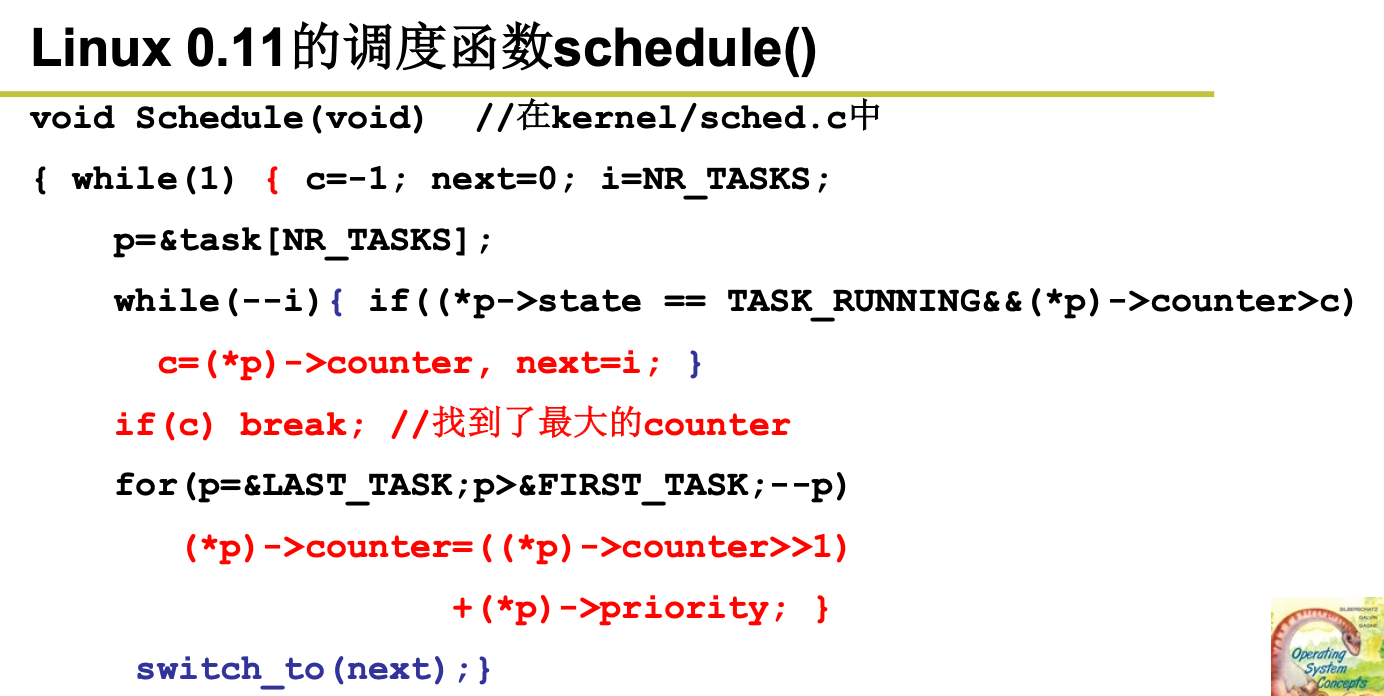 Linux 0.11的调度函数schedule()
void Schedule(void)  //在kernel/sched.c中
{ while(1) { c=-1; next=0; i=NR_TASKS;
p=&task[NR_TASKS];
while(--i){ if((*p->state == TASK_RUNNING&&(*p)->counter>c)
c=(*p)->counter, next=i; }
if(c) break; //找到了最大的counter
for(p=&LAST_TASK;p>&FIRST_TASK;--p)
(*p)->counter=((*p)->counter>>1)
+(*p)->priority; }
switch_to(next);}
SILBERSCHATZ
GALVIN
GAGNE
Operating
System
Concepts